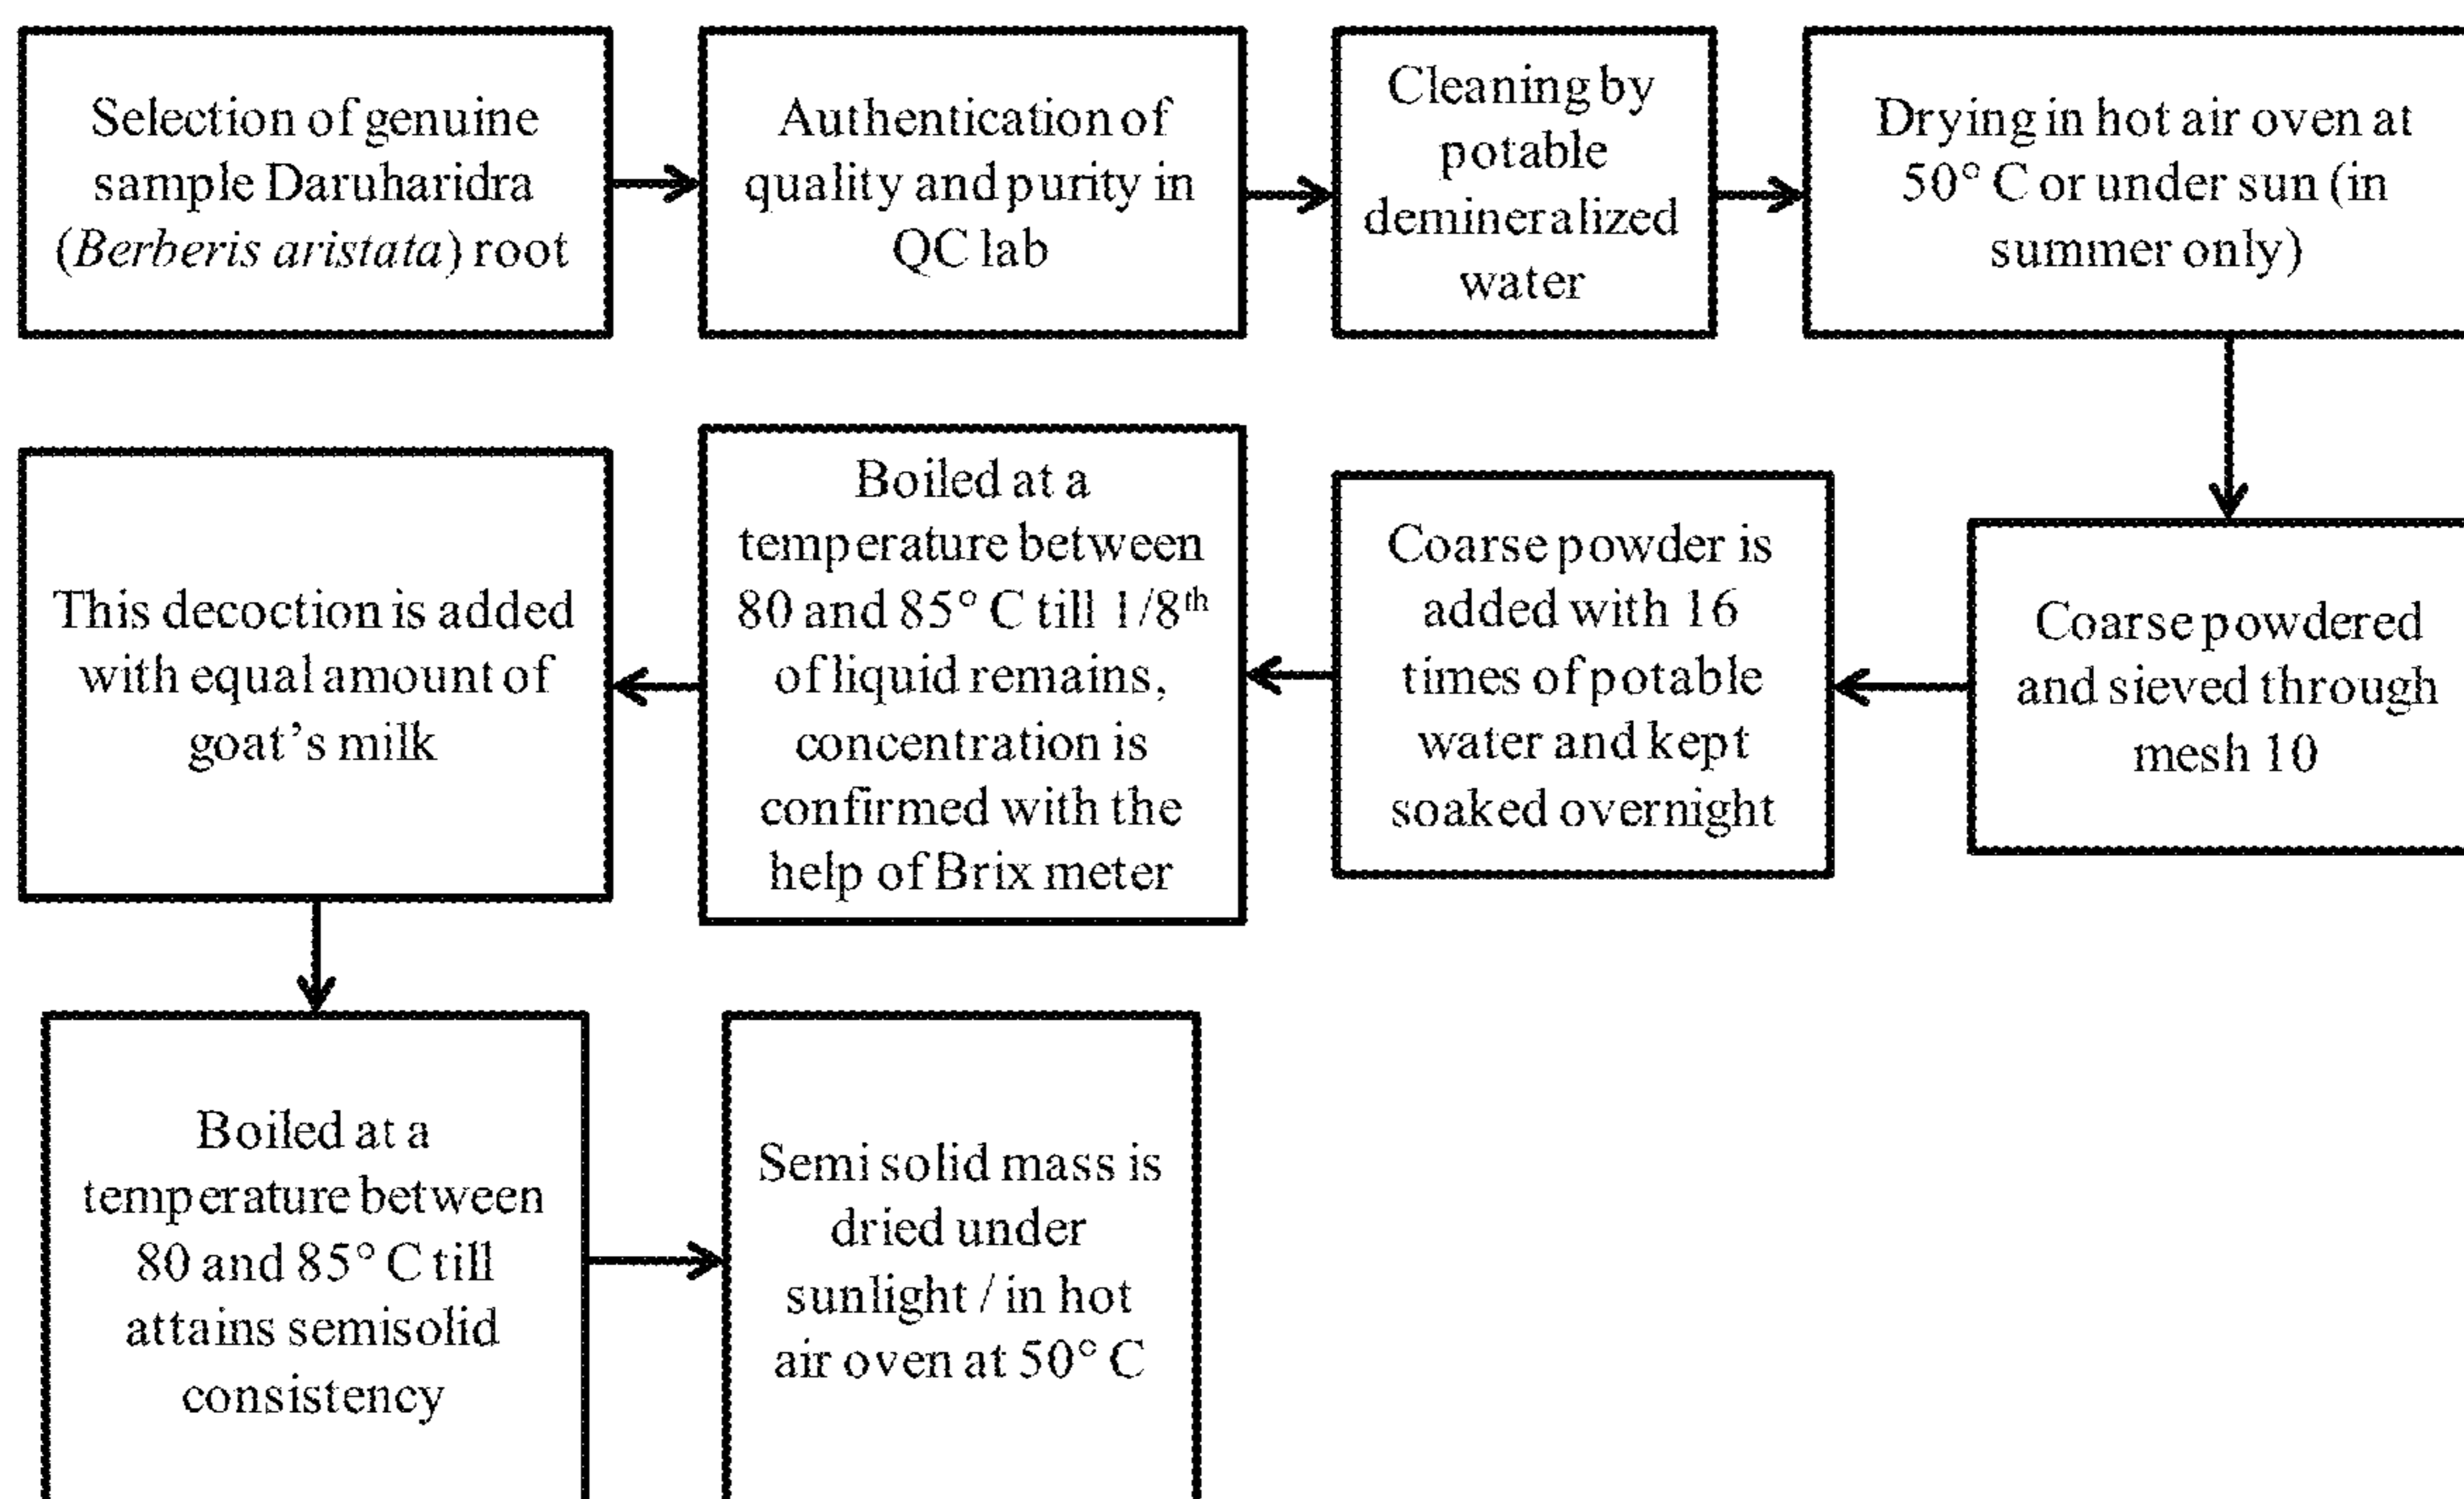 Selection of genuine
sample Daruharidra
(Berberis aristata) root
Authentication of
quality and purity in
QC lab
Cleaning by
potable
demineralized
water
Drying in hot air oven at
50° C or under sun (in
summer only)
Coarse powdered
and sieved through
mesh 10
Coarse powder is
added with 16
times of potable
water and kept
soaked overnight
Boiled at a
temperature between
80 and 85° C till 1/8th
of liquid remains,
concentration is
confirmed with the
help of Brix meter
This decoction is added
with equal amount of
goat's milk
Boiled at a
temperature between
80 and 85° C till
attains semisolid
consistency
Semi solid mass is
dried under
sunlight / in hot
air oven at 50° C